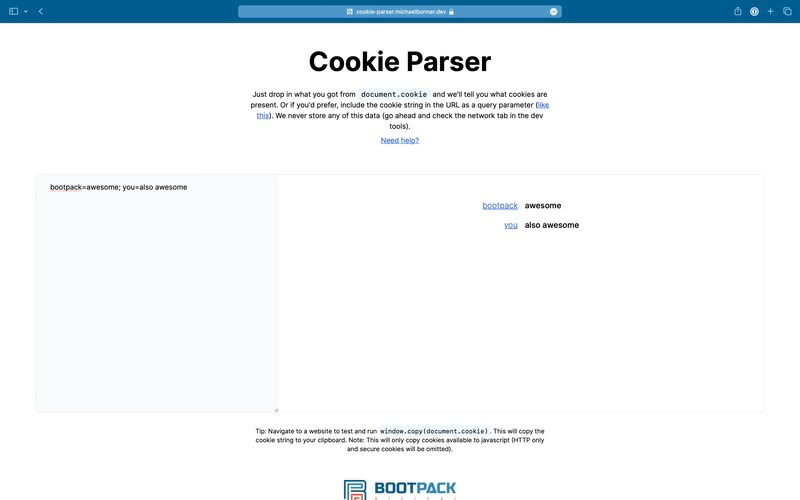 cookie-parser.michaelbonner.dev
Cookie Parser
Just drop in what you got from document.cookie and we'll tell you what cookies are
present. Or if you'd prefer, include the cookie string in the URL as a query parameter (like
this). We never store any of this data (go ahead and check the network tab in the dev
tools).
Need help?
bootpack=awesome; you=also awesome
bootpack awesome
you also awesome
Tip: Navigate to a website to test and run window.copy(document.cookie). This will copy the
cookie string to your clipboard. Note: This will only copy cookies available to javascript (HTTP only
and secure cookies will be omitted).
BOOTPACK